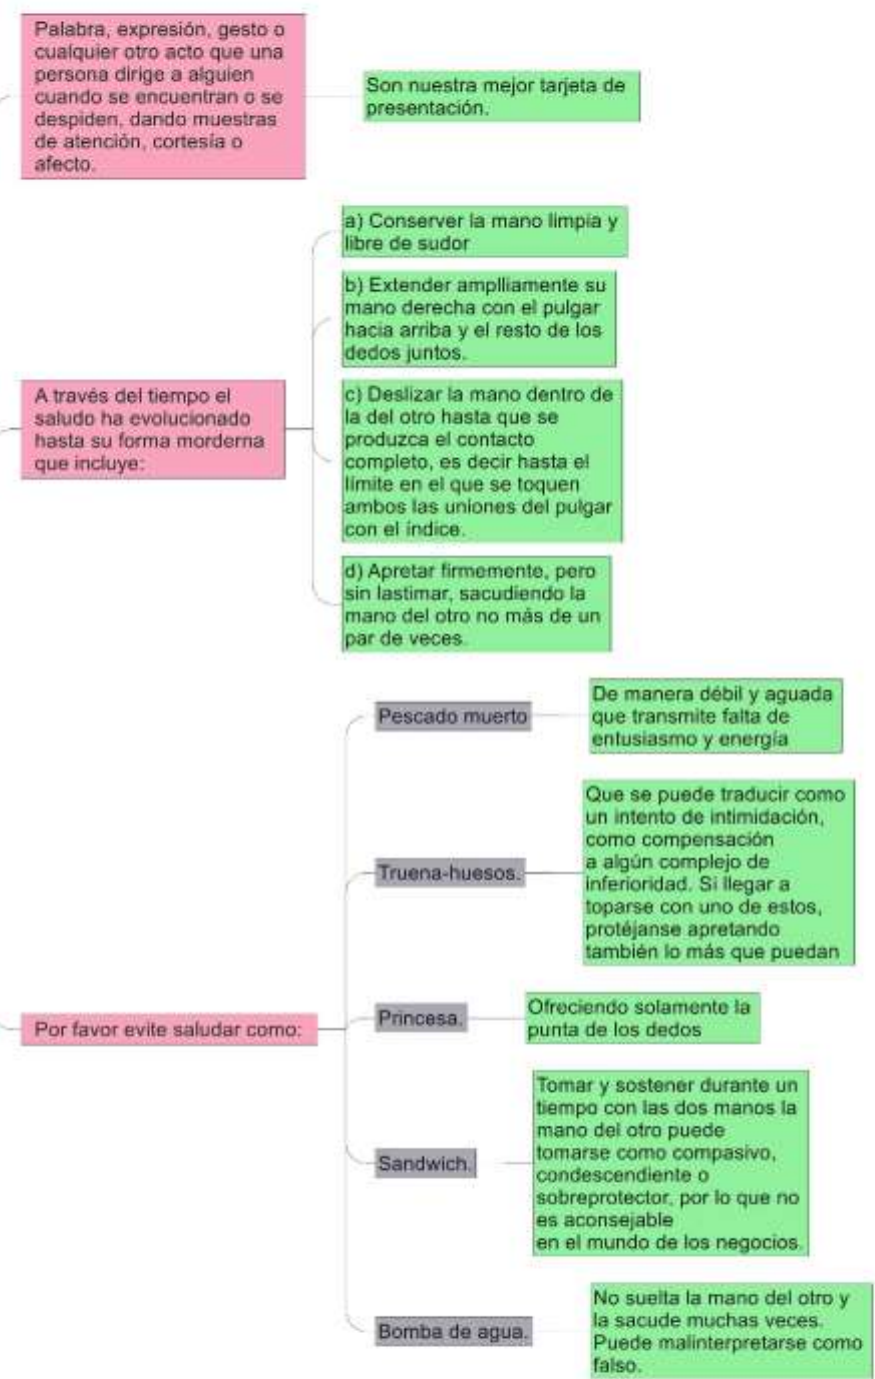 Palabra, expresión, gesto o
cualquier otro acto que una
persona dirige a alguien
cuando se encuentran o se
despiden, dando muestras
de atención, cortesía o
afecto.
Son nuestra mejor tarjeta de
presentación.
A través del tiempo el
saludo ha evolucionado
hasta su forma morderna
que incluye:
a) Conserver la mano limpia y
libre de sudor
b) Extender amplliamente su
mano derecha con el pulgar
hacia arriba y el resto de los
dedos juntos.
c) Deslizar la mano dentro de
la del otro hasta que se
produzca el contacto
completo, es decir hasta el
límite en el que se toquen
ambos las uniones del pulgar
con el índice.
d) Apretar firmemente, pero
sin lastimar, sacudiendo la
mano del otro no más de un
par de veces.
Por favor evite saludar como:
Pescado muerto
De manera débil y aguada
que transmite falta de
entusiasmo y energía
Truena-huesos.
Que se puede traducir como
un intento de intimidación,
como compensación
a algún complejo de
inferioridad. Si llegar a
toparse con uno de estos,
protéjanse apretando
también lo más que puedan
Princesa.
Ofreciendo solamente la
punta de los dedos
Sandwich.
Tomar y sostener durante un
tiempo con las dos manos la
mano del otro puede
tomarse como compasivo,
condescendiente o
sobreprotector, por lo que no
es aconsejable
en el mundo de los negocios.
Bomba de agua.
No suelta la mano del otro y
la sacude muchas veces.
Puede malinterpretarse como
falso.